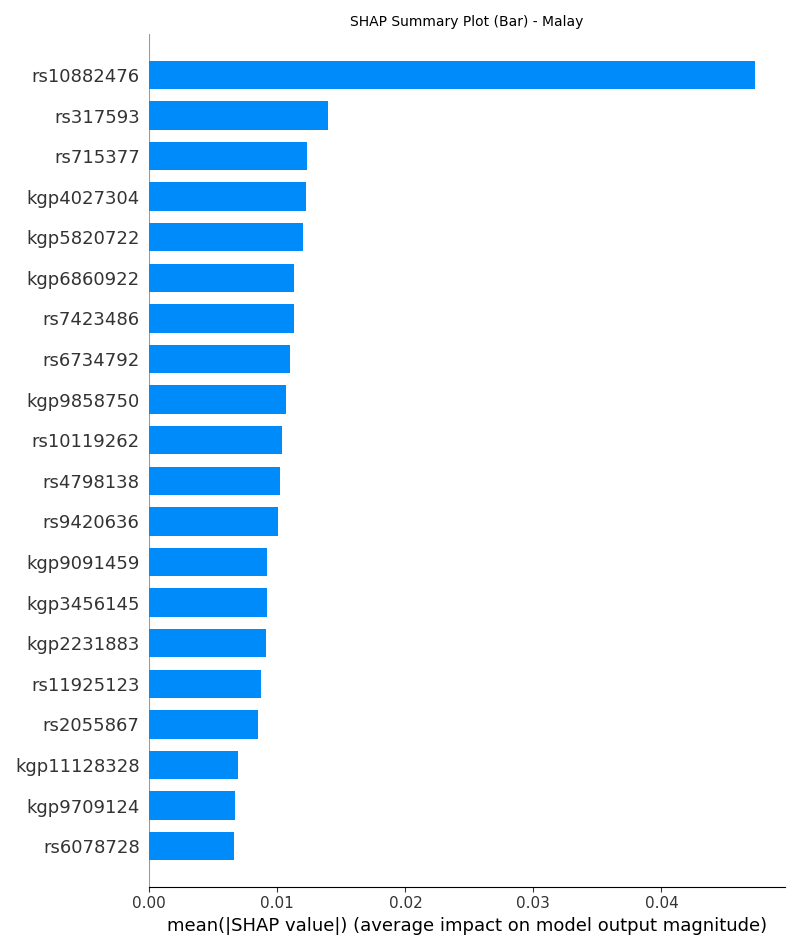 SHAP Summary Plot (Bar) - Malay
rs10882476
rs317593
rs715377
kgp4027304
kgp5820722
kgp6860922
rs7423486
rs6734792
kgp9858750
rs10119262
rs4798138
rs9420636
kgp9091459
kgp3456145
kgp2231883
rs11925123
rs2055867
kgp11128328
kgp9709124
rs6078728
0.00 0.01 0.02 0.03 0.04
mean(|SHAP value|) (average impact on model output magnitude)